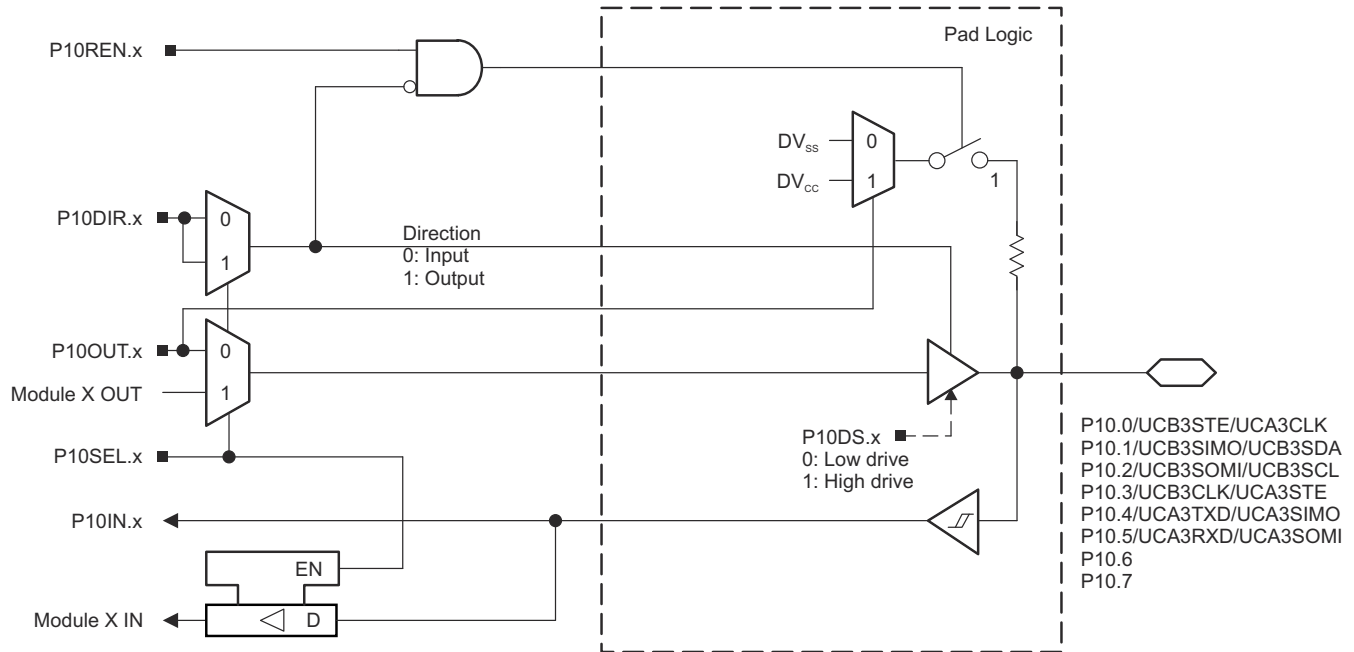 Pad Logic
P10REN.x
DVSS
0
DVCC
1
1
P10DIR.x
0
1
Direction
0: Input
1: Output
P10OUT.x
0
Module X OUT
1
P10DS.x
0: Low drive
1: High drive
P10SEL.x
P10IN.x
EN
Module X IN
D
P10.0/UCB3STE/UCA3CLK
P10.1/UCB3SIMO/UCB3SDA
P10.2/UCB3SOMI/UCB3SCL
P10.3/UCB3CLK/UCA3STE
P10.4/UCA3TXD/UCA3SIMO
P10.5/UCA3RXD/UCA3SOMI
P10.6
P10.7